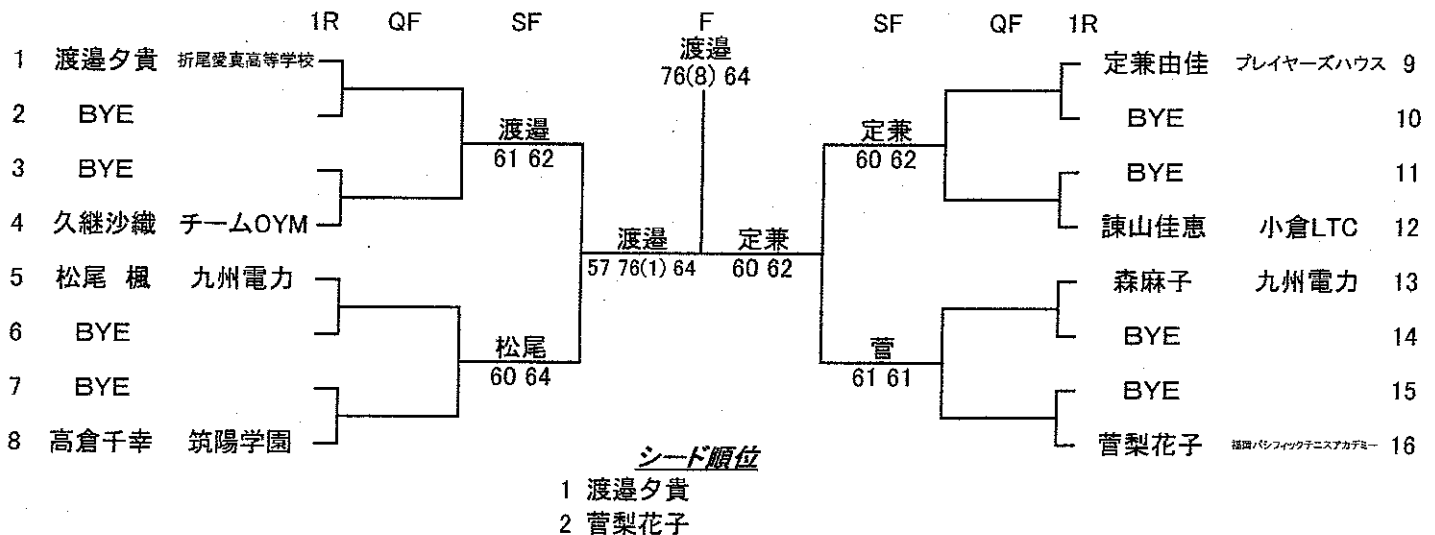 1R QF SF F SF QF 1R
渡邉
76(8) 64
1 渡邉夕貴 折尾愛真高等学校
定兼由佳 プレイヤーズハウス 9
2 BYE
BYE 10
渡邉
61 62
定兼
60 62
3 BYE
BYE 11
4 久継沙織 チームOYM
諌山佳恵 小倉LTC 12
渡邉
57 76(1) 64
定兼
60 62
5 松尾 楓 九州電力
森麻子 九州電力 13
6 BYE
BYE 14
松尾
60 64
菅
61 61
7 BYE
BYE 15
8 高倉千幸 筑陽学園
菅梨花子 福岡パシフィックテニスアカデミー 16
シード順位
1 渡邉夕貴
2 菅梨花子